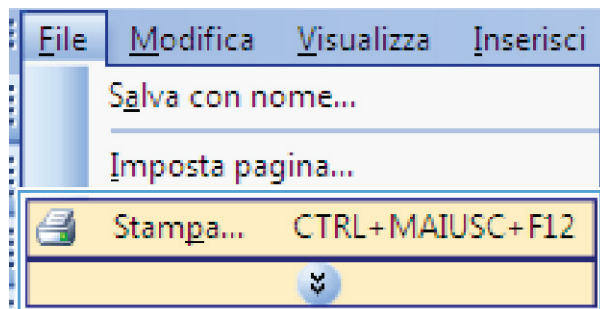 File Modifica Visualizza Inserisci
Salva con nome...
Imposta pagina...
Stampa... CTRL+MAIUSC+F12